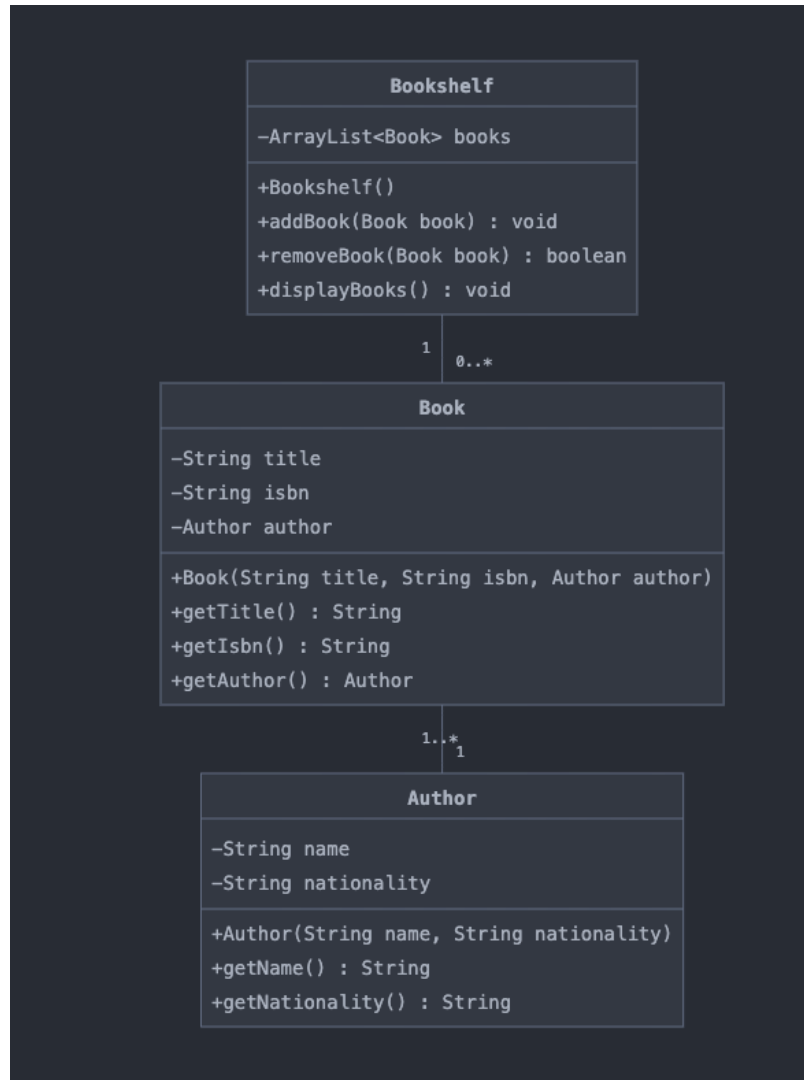 Bookshelf
-ArrayList<Book> books
+Bookshelf()
+addBook(Book book) : void
+removeBook(Book book) : boolean
+displayBooks() : void
1
0..*
Book
-String title
-String isbn
-Author author
+Book(String title, String isbn, Author author)
+getTitle() : String
+getIsbn() : String
+getAuthor() : Author
1..*
1
Author
-String name
-String nationality
+Author(String name, String nationality)
+getName() : String
+getNationality() : String